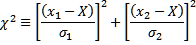 χ² ≡ [(x₁ − X)/σ₁]² + [(x₂ − X)/σ₂]²